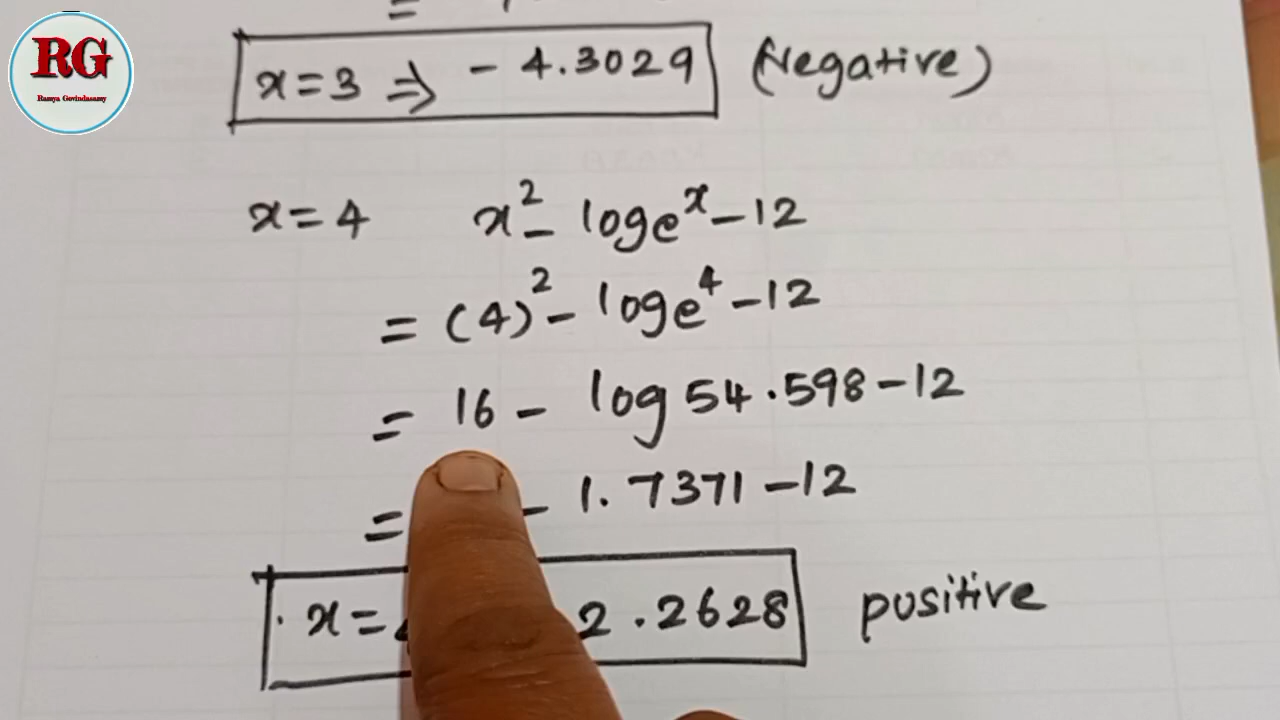 RG
Ramya Govindasamy
=
x=3 ⇒ - 4.3029 (Negative)
x=4 x² - logeˣ - 12
= (4)² - loge⁴ - 12
= 16 - log 54.598 - 12
= - 1.7371 - 12
x= 2.2628 positive